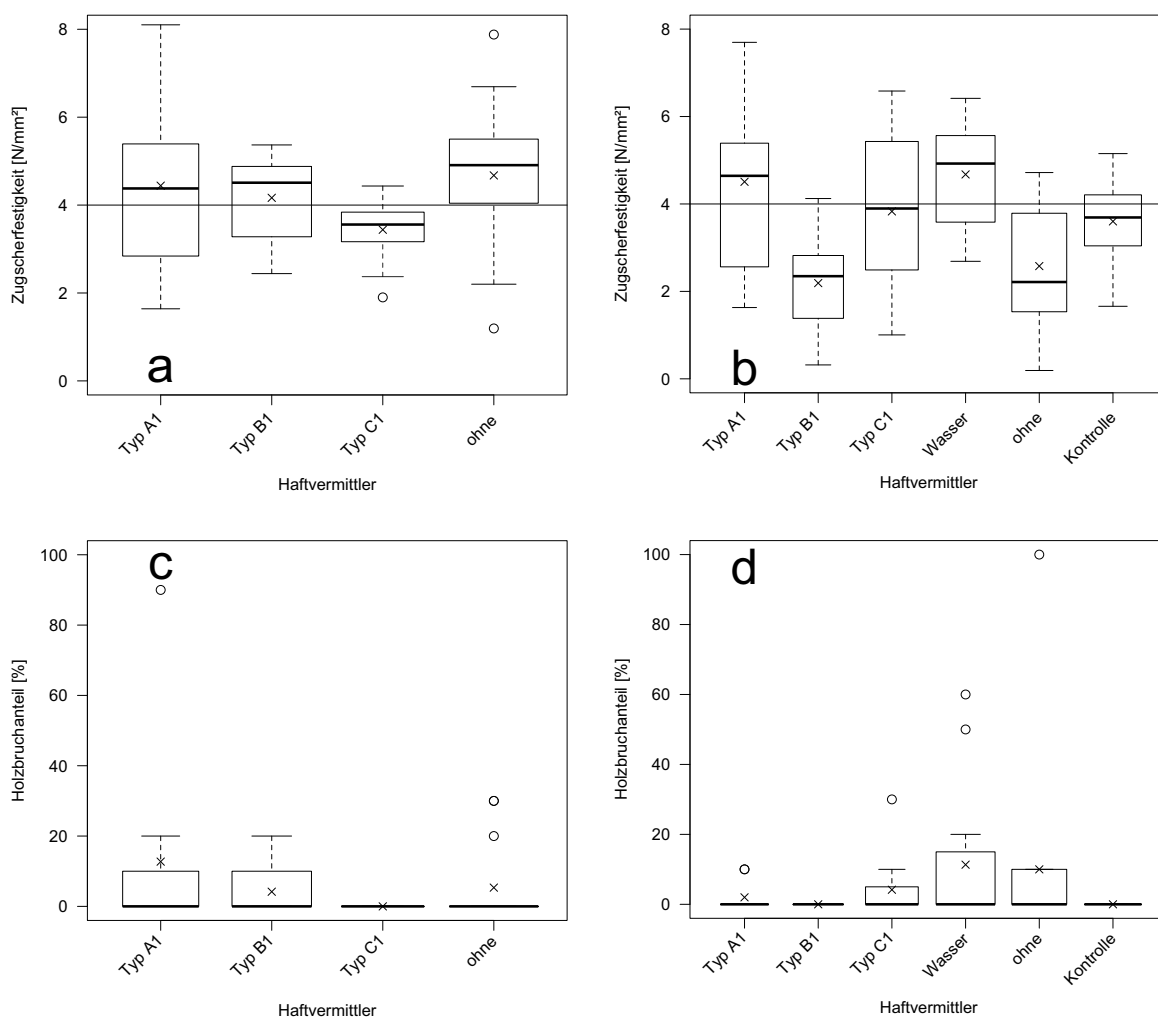 Zugscherfestigkeit [N/mm²]
8
6
4
2
0
a
Typ A1
Typ B1
Typ C1
ohne
Haftvermittler
Zugscherfestigkeit [N/mm²]
8
6
4
2
0
b
Typ A1
Typ B1
Typ C1
Wasser
ohne
Kontrolle
Haftvermittler
Holzbruchanteil [%]
100
80
60
40
20
0
c
Typ A1
Typ B1
Typ C1
ohne
Haftvermittler
Holzbruchanteil [%]
100
80
60
40
20
0
d
Typ A1
Typ B1
Typ C1
Wasser
ohne
Kontrolle
Haftvermittler